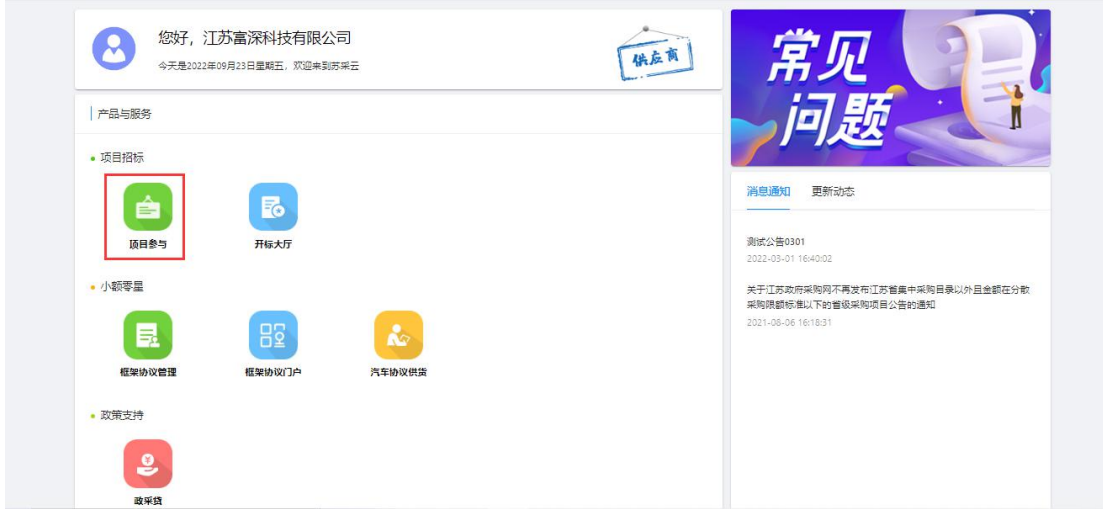 您好，江苏富深科技有限公司
今天是2022年09月23日星期五，欢迎来到苏采云
供应商
产品与服务
项目招标
项目参与
开标大厅
小额零星
框架协议管理
框架协议门户
汽车协议供货
政策支持
政采贷
常见
问题
消息通知
更新动态
测试公告0301
2022-03-01 16:40:02
关于江苏政府采购网不再发布江苏省集中采购目录以外且金额在分散
采购限额标准以下的省级采购项目公告的通知
2021-08-06 16:18:31